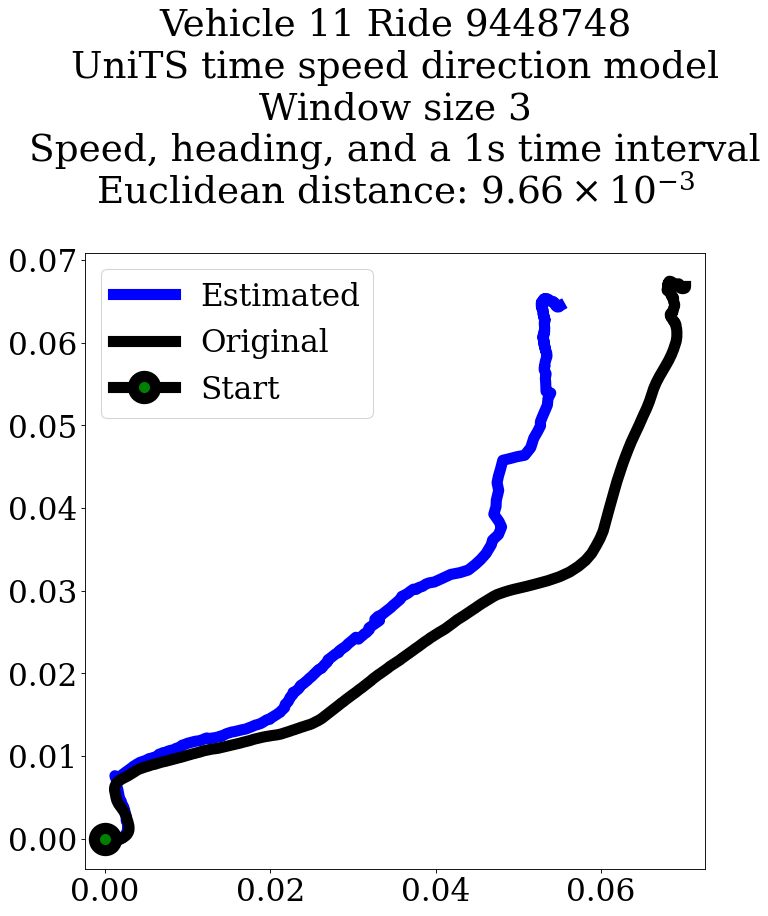 Vehicle 11 Ride 9448748
UniTS time speed direction model
Window size 3
Speed, heading, and a 1s time interval
Euclidean distance: 9.66 × 10⁻³
0.07
0.06
0.05
0.04
0.03
0.02
0.01
0.00
Estimated
Original
Start
0.00 0.02 0.04 0.06